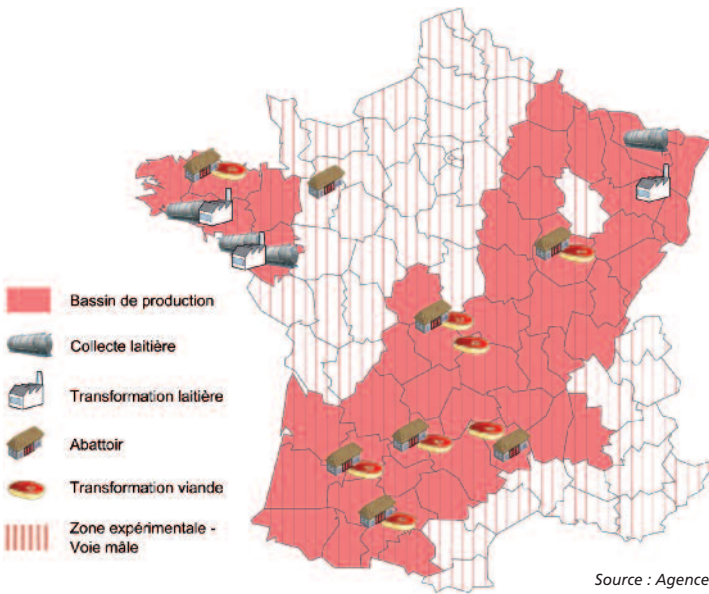 Bassin de production
Collecte laitière
Transformation laitière
Abattoir
Transformation viande
Zone expérimentale -
Voie mâle
Source : Agence